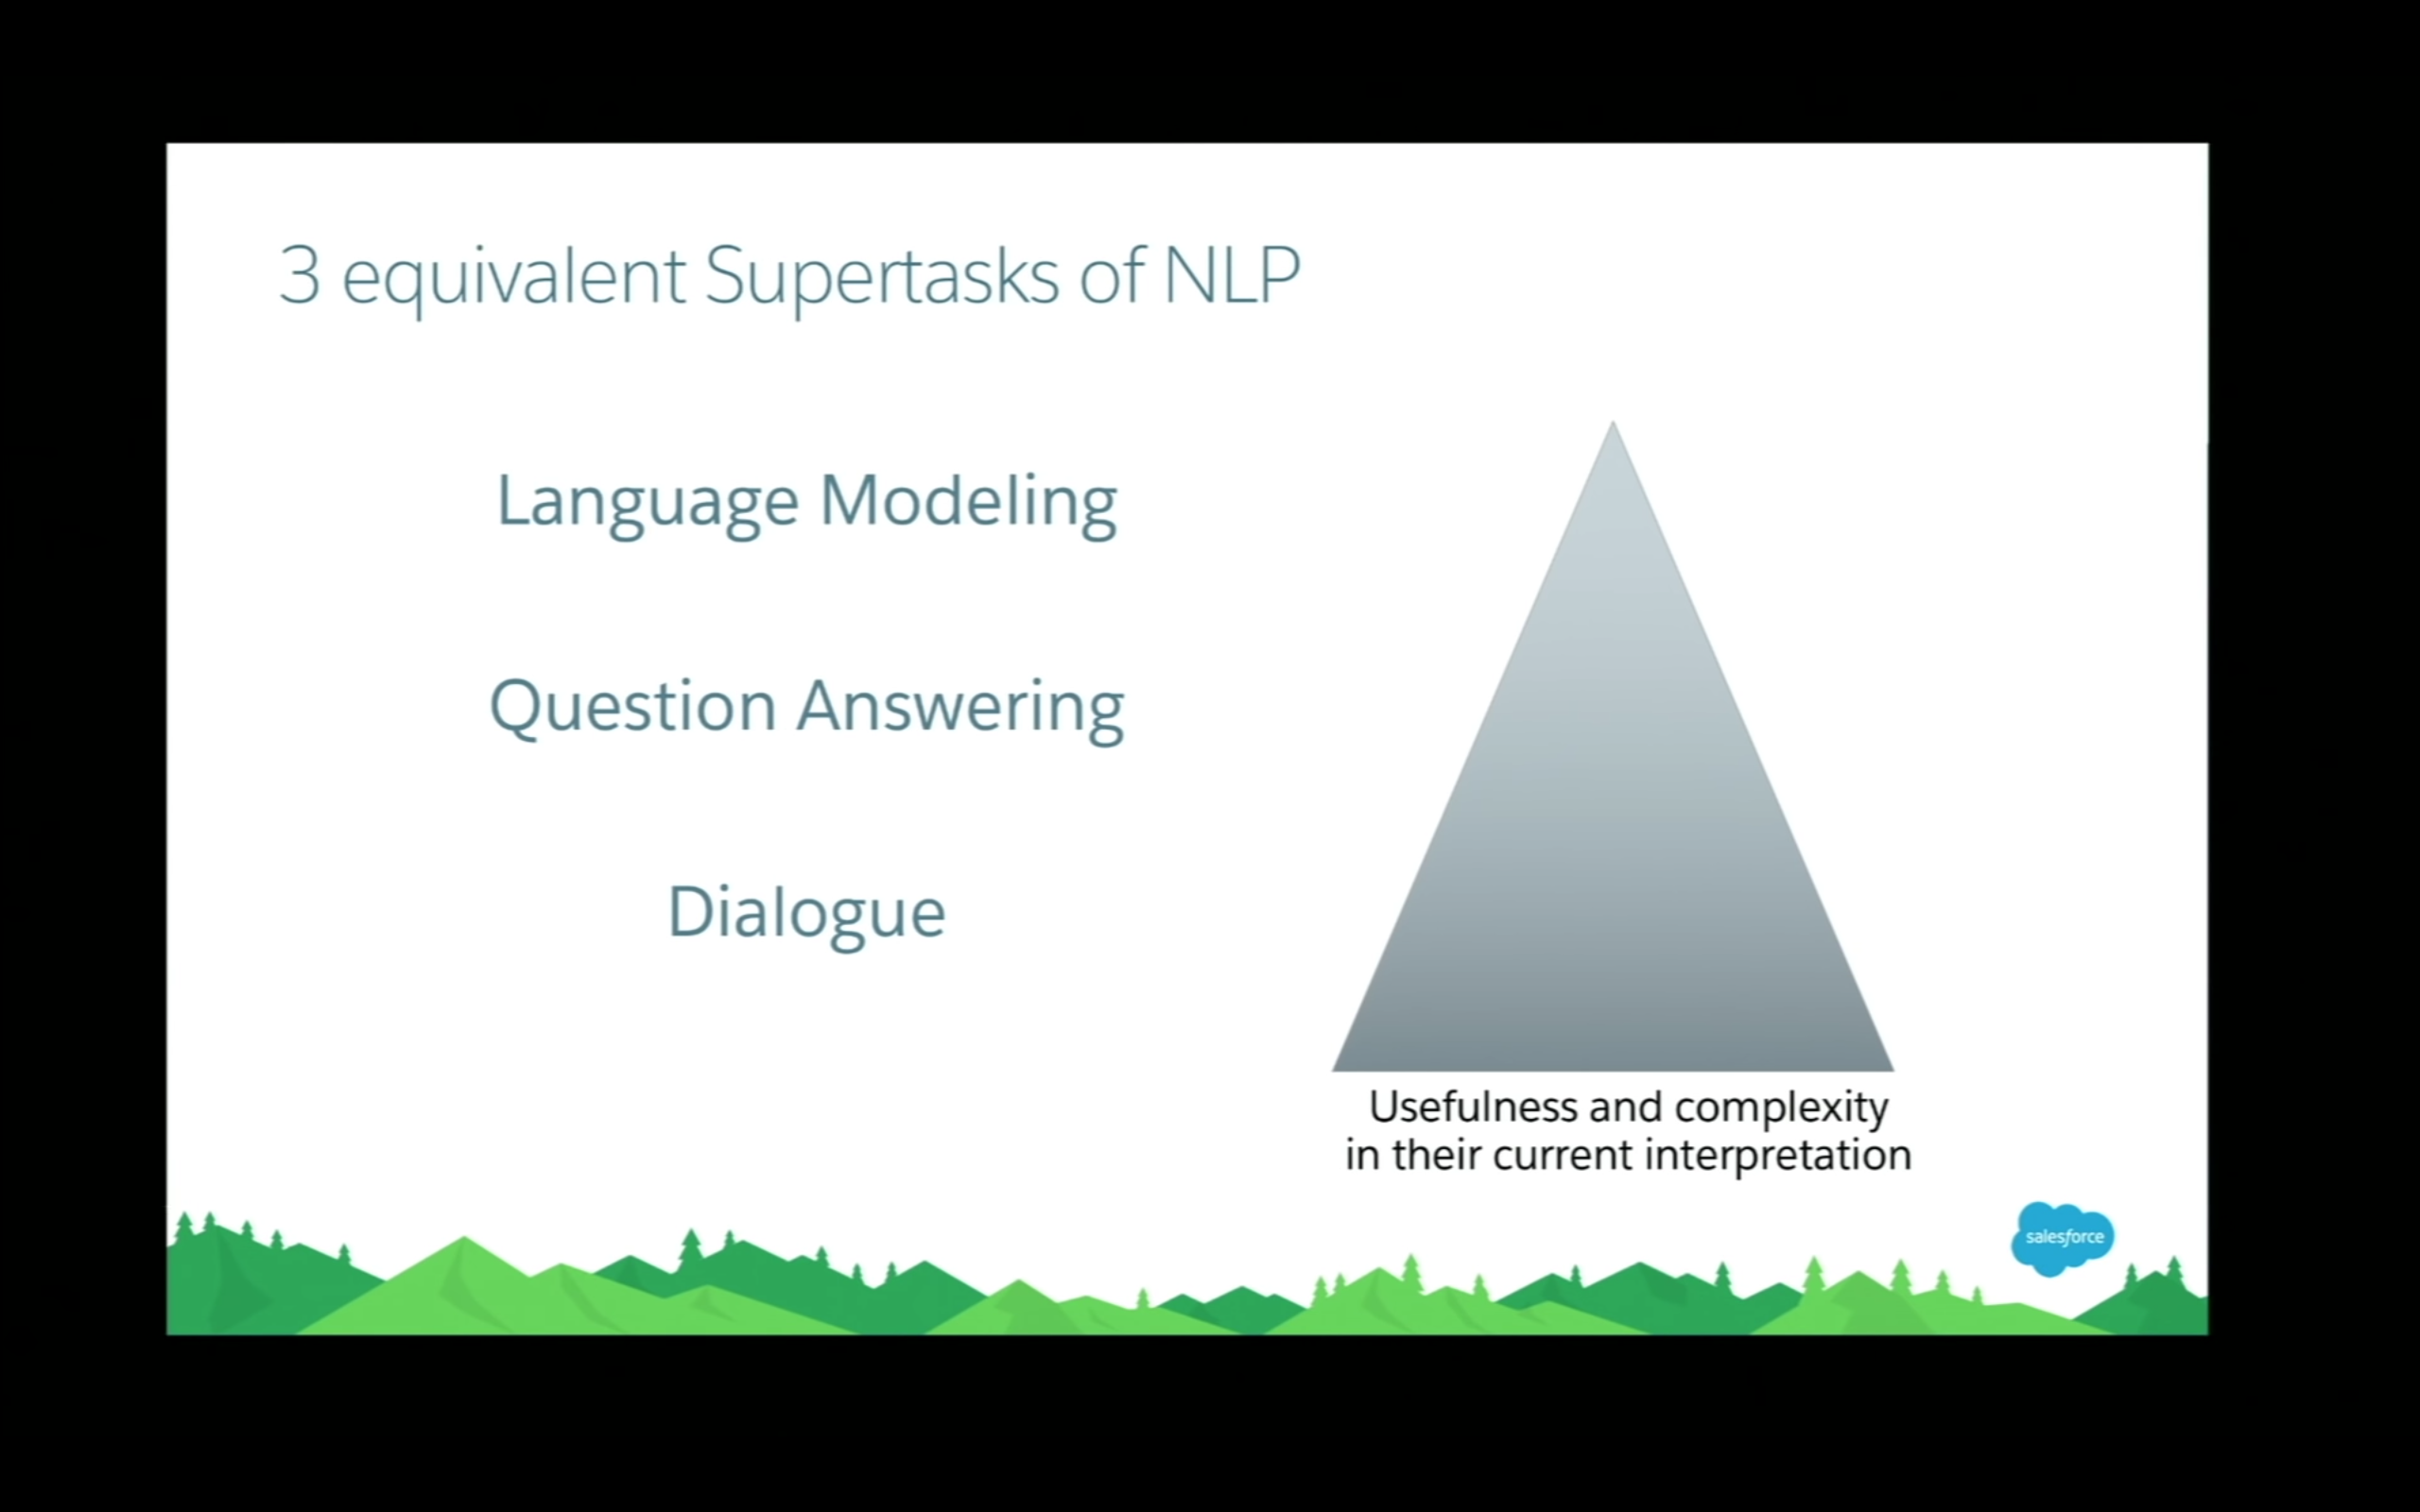 3 equivalent Supertasks of NLP
Language Modeling
Question Answering
Dialogue
Usefulness and complexity
in their current interpretation
salesforce